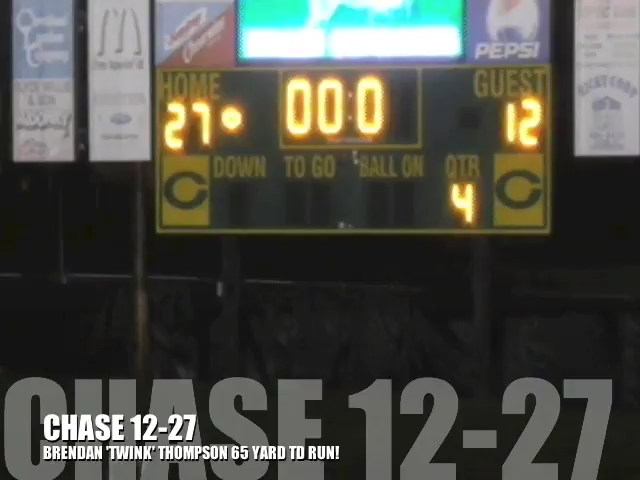 PEPSI
HOME
GUEST
27
00:0
12
DOWN TO GO BALL ON QTR
C
C
4
CHASE 12-27
CHASE 12-27
BRENDAN 'TWINK' THOMPSON 65 YARD TD RUN!